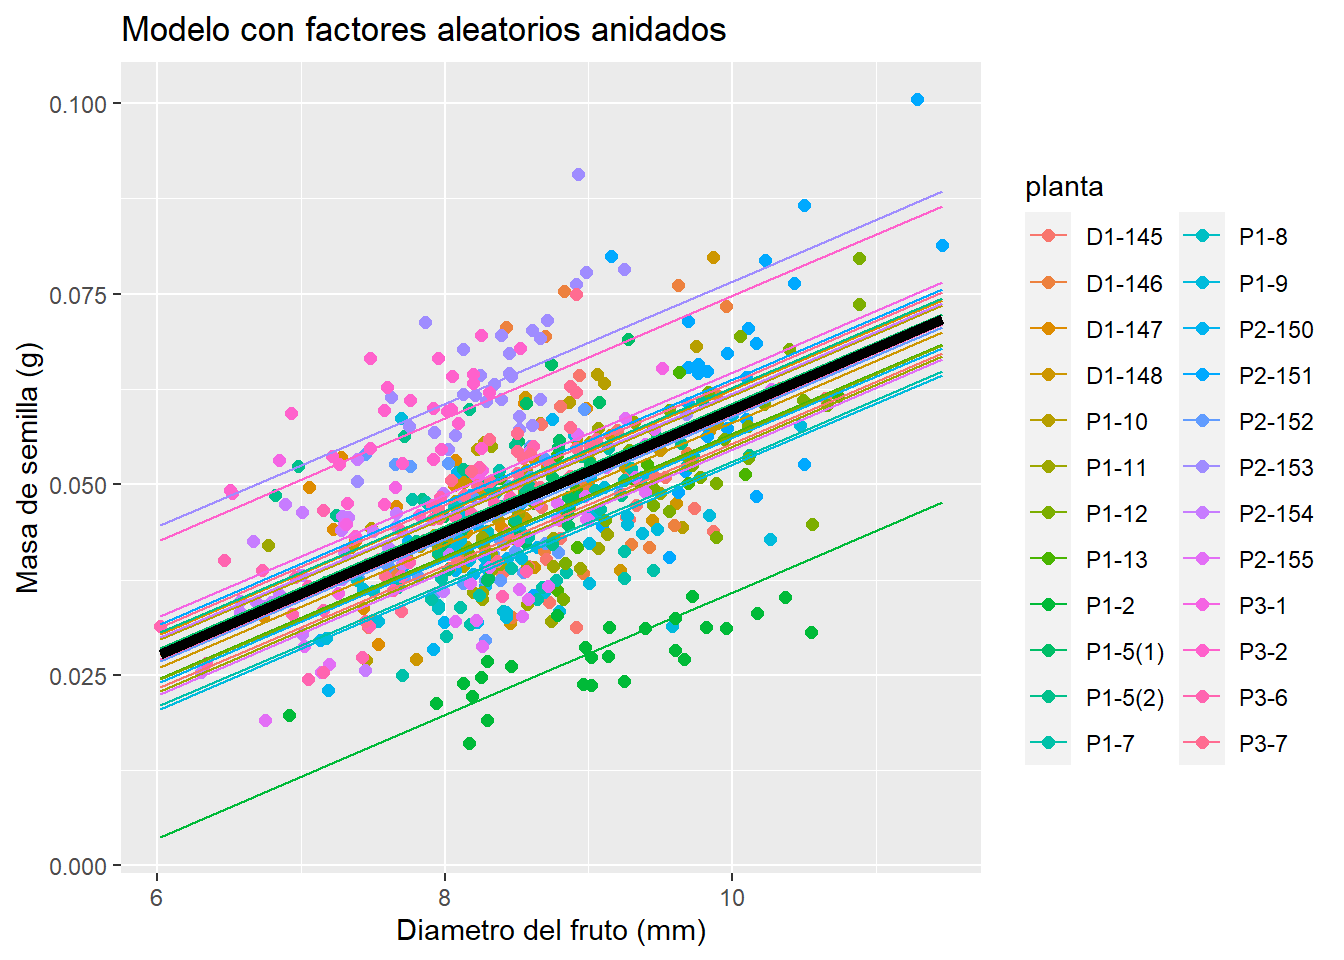 Modelo con factores aleatorios anidados
Masa de semilla (g)
0.100
0.075
0.050
0.025
0.000
6
8
10
Diametro del fruto (mm)
planta
D1-145
D1-146
D1-147
D1-148
P1-10
P1-11
P1-12
P1-13
P1-2
P1-5(1)
P1-5(2)
P1-7
P1-8
P1-9
P2-150
P2-151
P2-152
P2-153
P2-154
P2-155
P3-1
P3-2
P3-6
P3-7